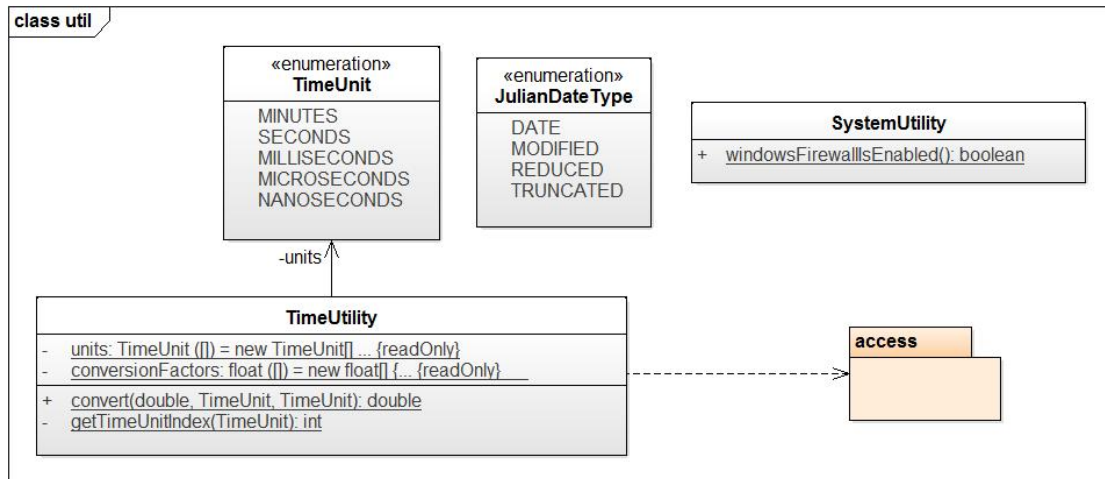 class util
«enumeration»
TimeUnit
MINUTES
SECONDS
MILLISECONDS
MICROSECONDS
NANOSECONDS
«enumeration»
JulianDateType
DATE
MODIFIED
REDUCED
TRUNCATED
SystemUtility
+ windowsFirewallIsEnabled(): boolean
-units
TimeUtility
- units: TimeUnit ([]) = new TimeUnit[] ... {readOnly}
- conversionFactors: float ([]) = new float[] {... {readOnly}
+ convert(double, TimeUnit, TimeUnit): double
- getTimeUnitIndex(TimeUnit): int
access